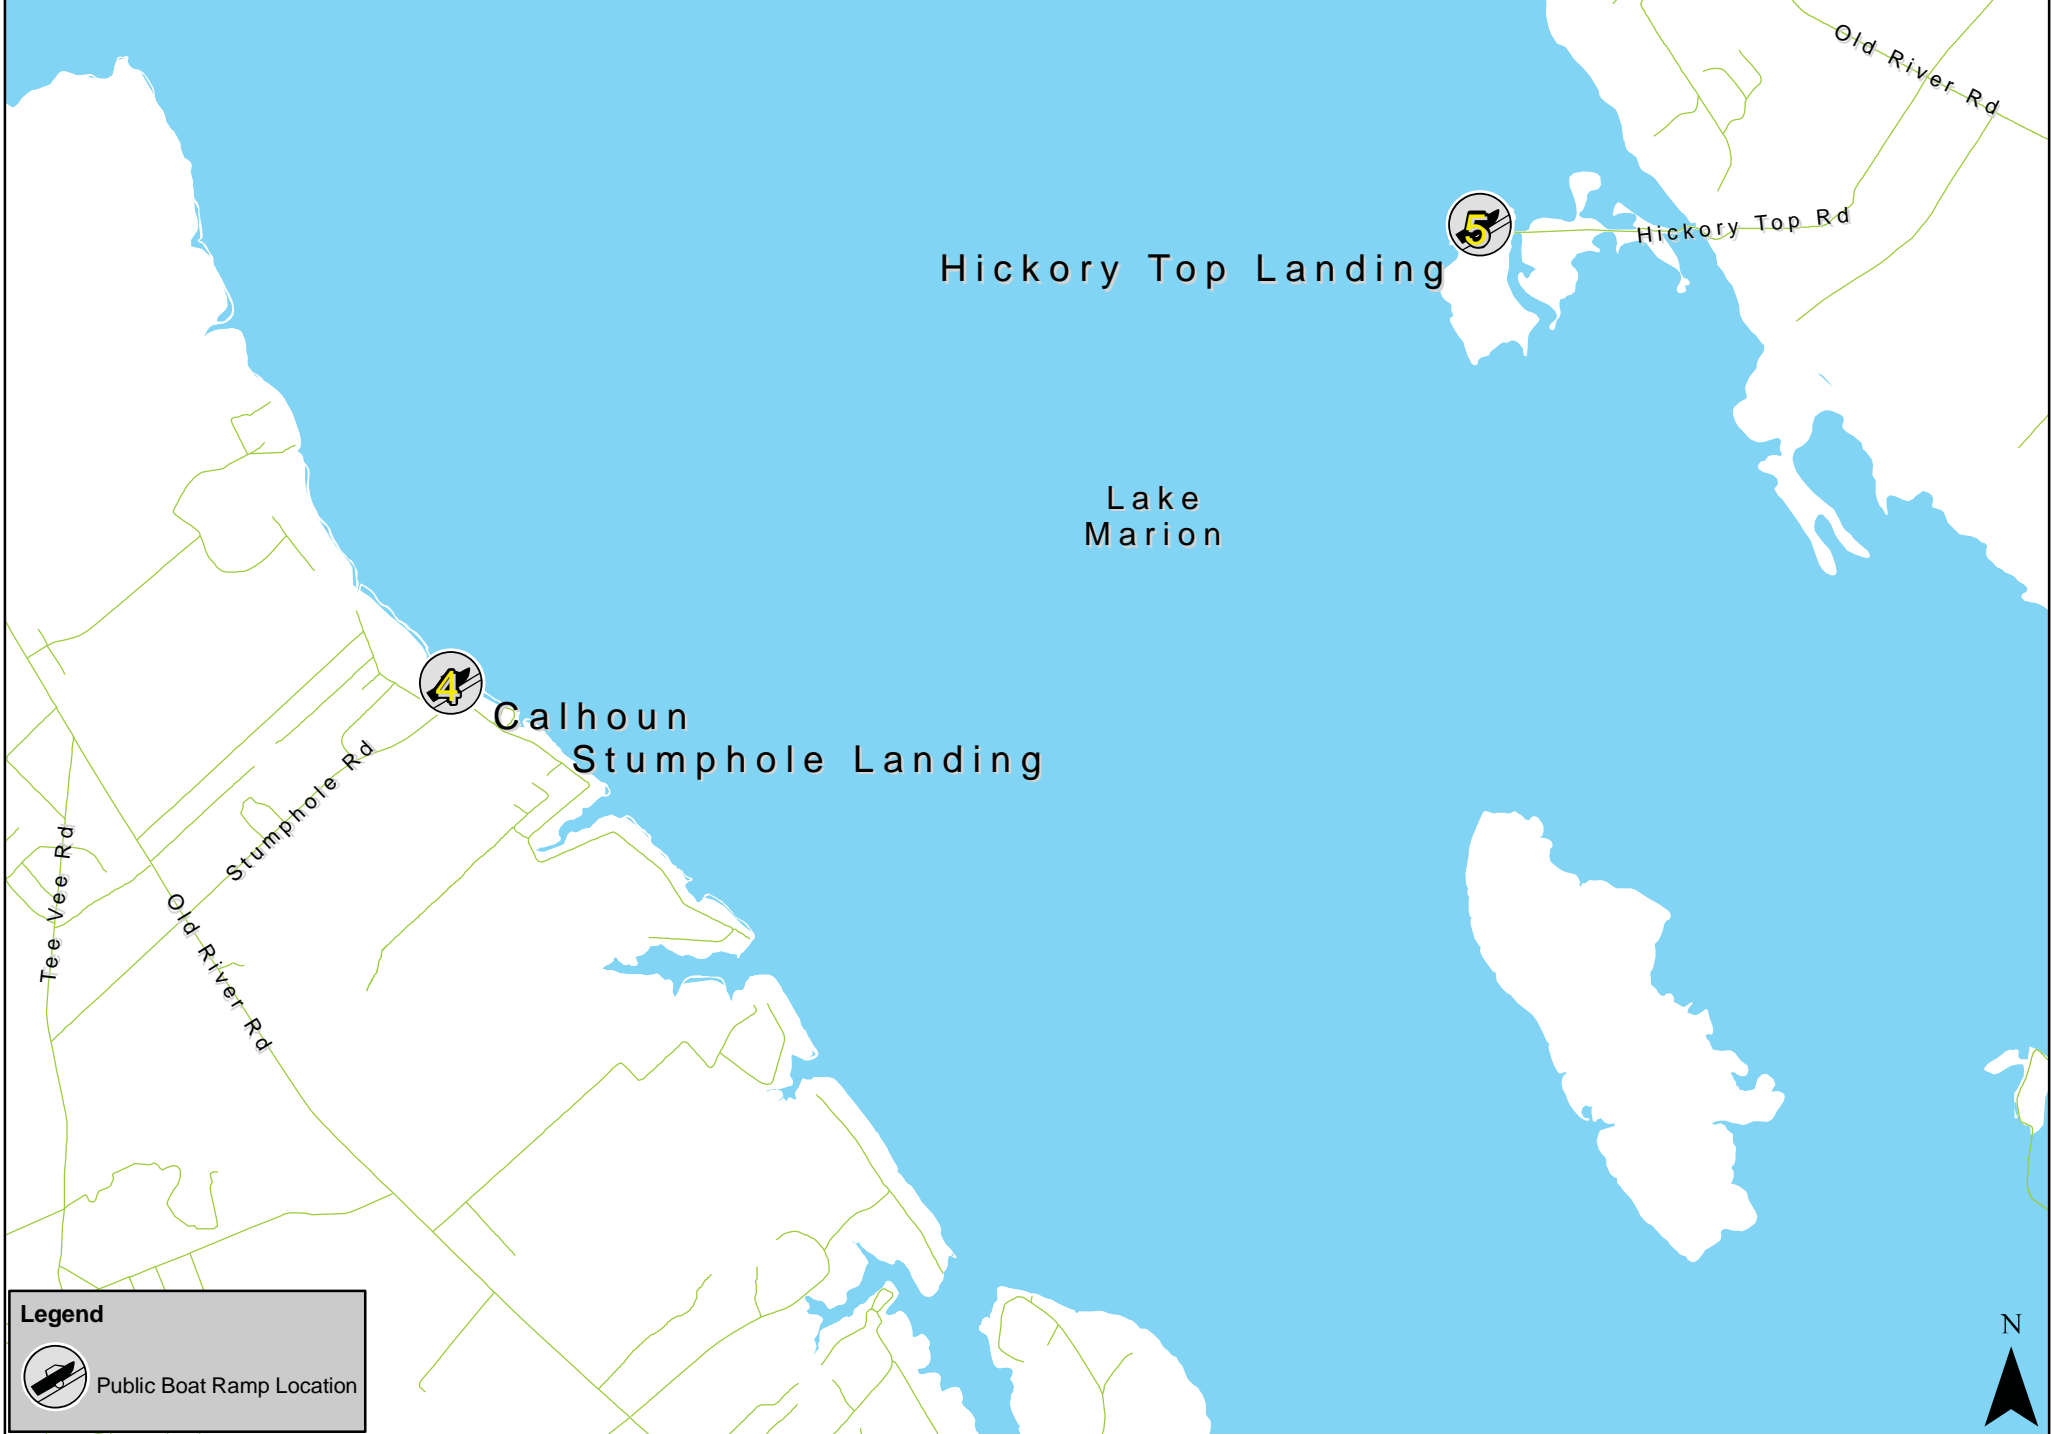 Old River Rd
5
Hickory Top Rd
Hickory Top Landing
Lake
Marion
4
Calhoun
Stumphole Landing
Stumphole Rd
Tee Vee Rd
Old River Rd
Legend
Public Boat Ramp Location
N